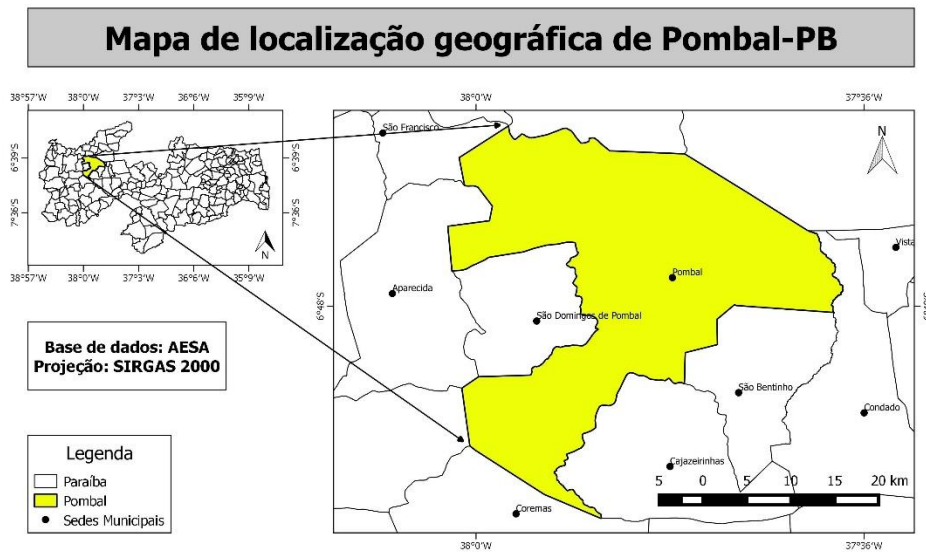 Mapa de localização geográfica de Pombal-PB
38°57'W 38°0'W 37°3'W 36°6'W 35°9'W
6°39'S
7°36'S
6°39'S
7°36'S
N
38°57'W 38°0'W 37°3'W 36°6'W 35°9'W
Base de dados: AESA
Projeção: SIRGAS 2000
Legenda
Paraíba
Pombal
Sedes Municipais
38°0'W 37°36'W
N
São Francisco
Vista
Pombal
Aparecida
6°48'S
São Domingos de Pombal
São Bentinho
Condado
Cajazeirinhas
Coremas
5 0 5 10 15 20 km
38°0'W 37°36'W